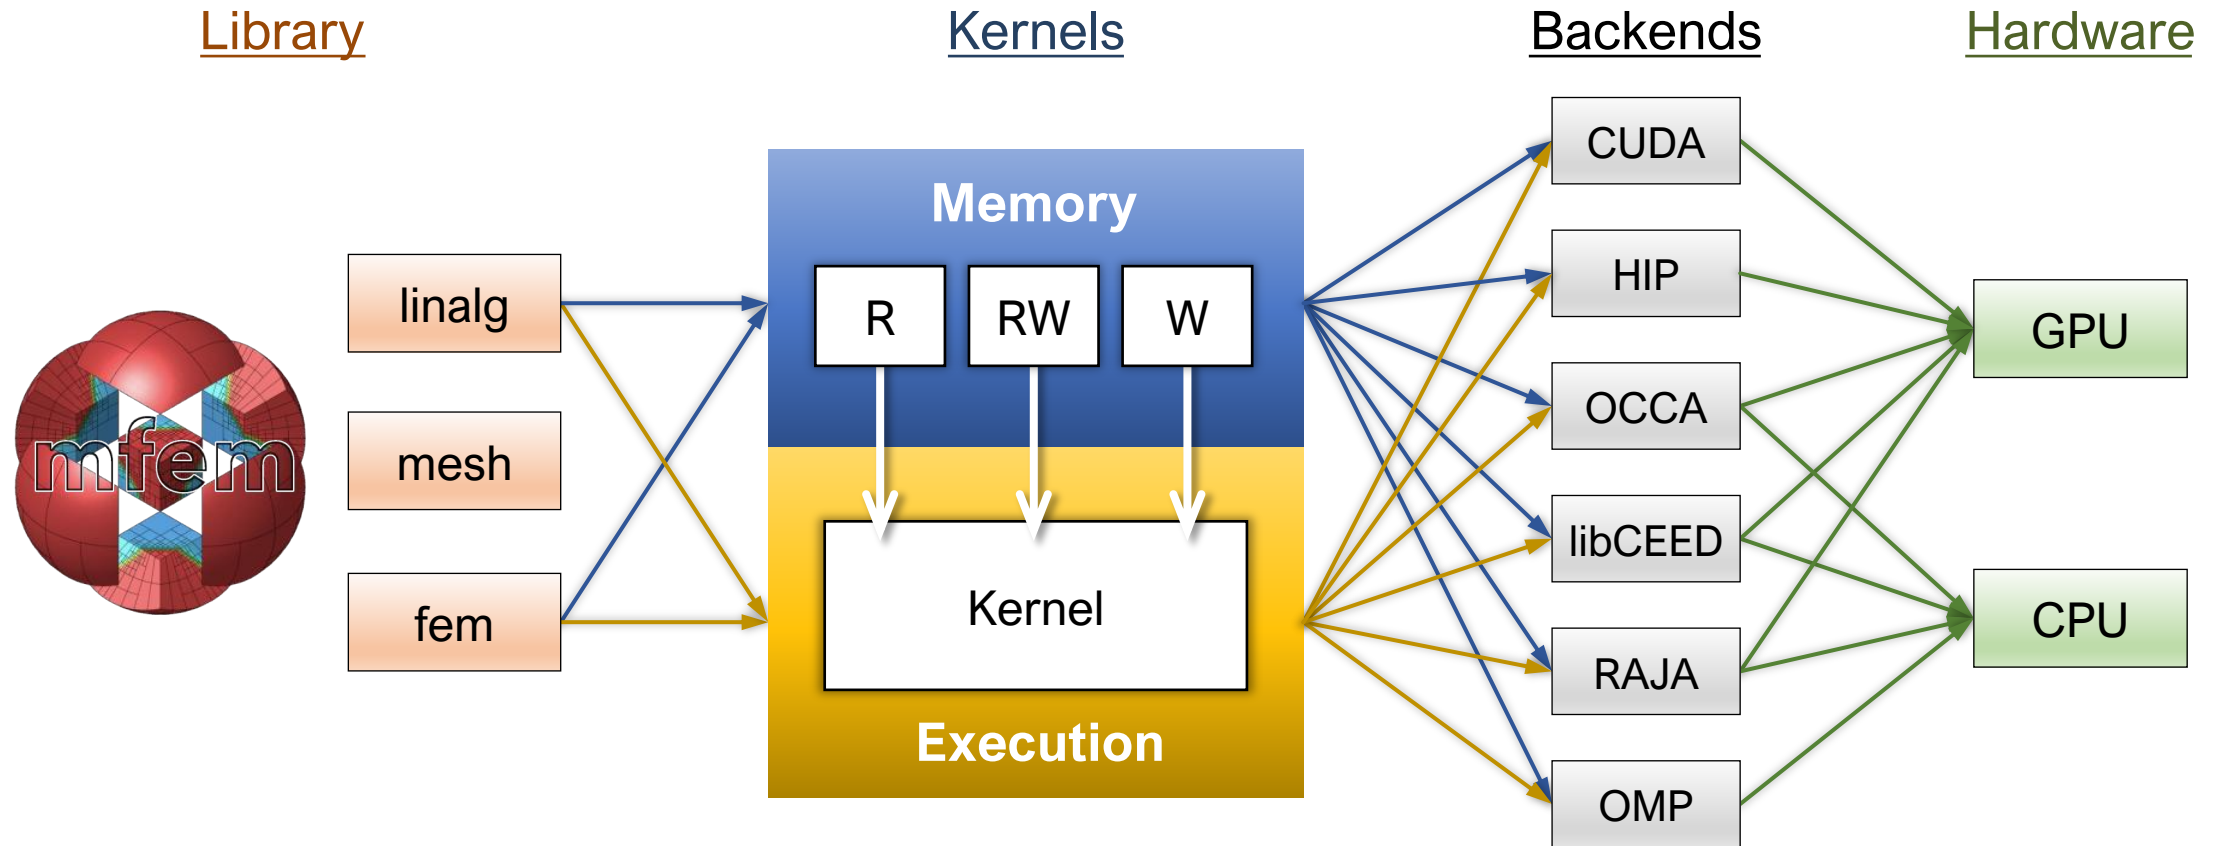 Library
Kernels
Backends
Hardware
mfem
linalg
mesh
fem
Memory
R
RW
W
Kernel
Execution
CUDA
HIP
OCCA
libCEED
RAJA
OMP
GPU
CPU